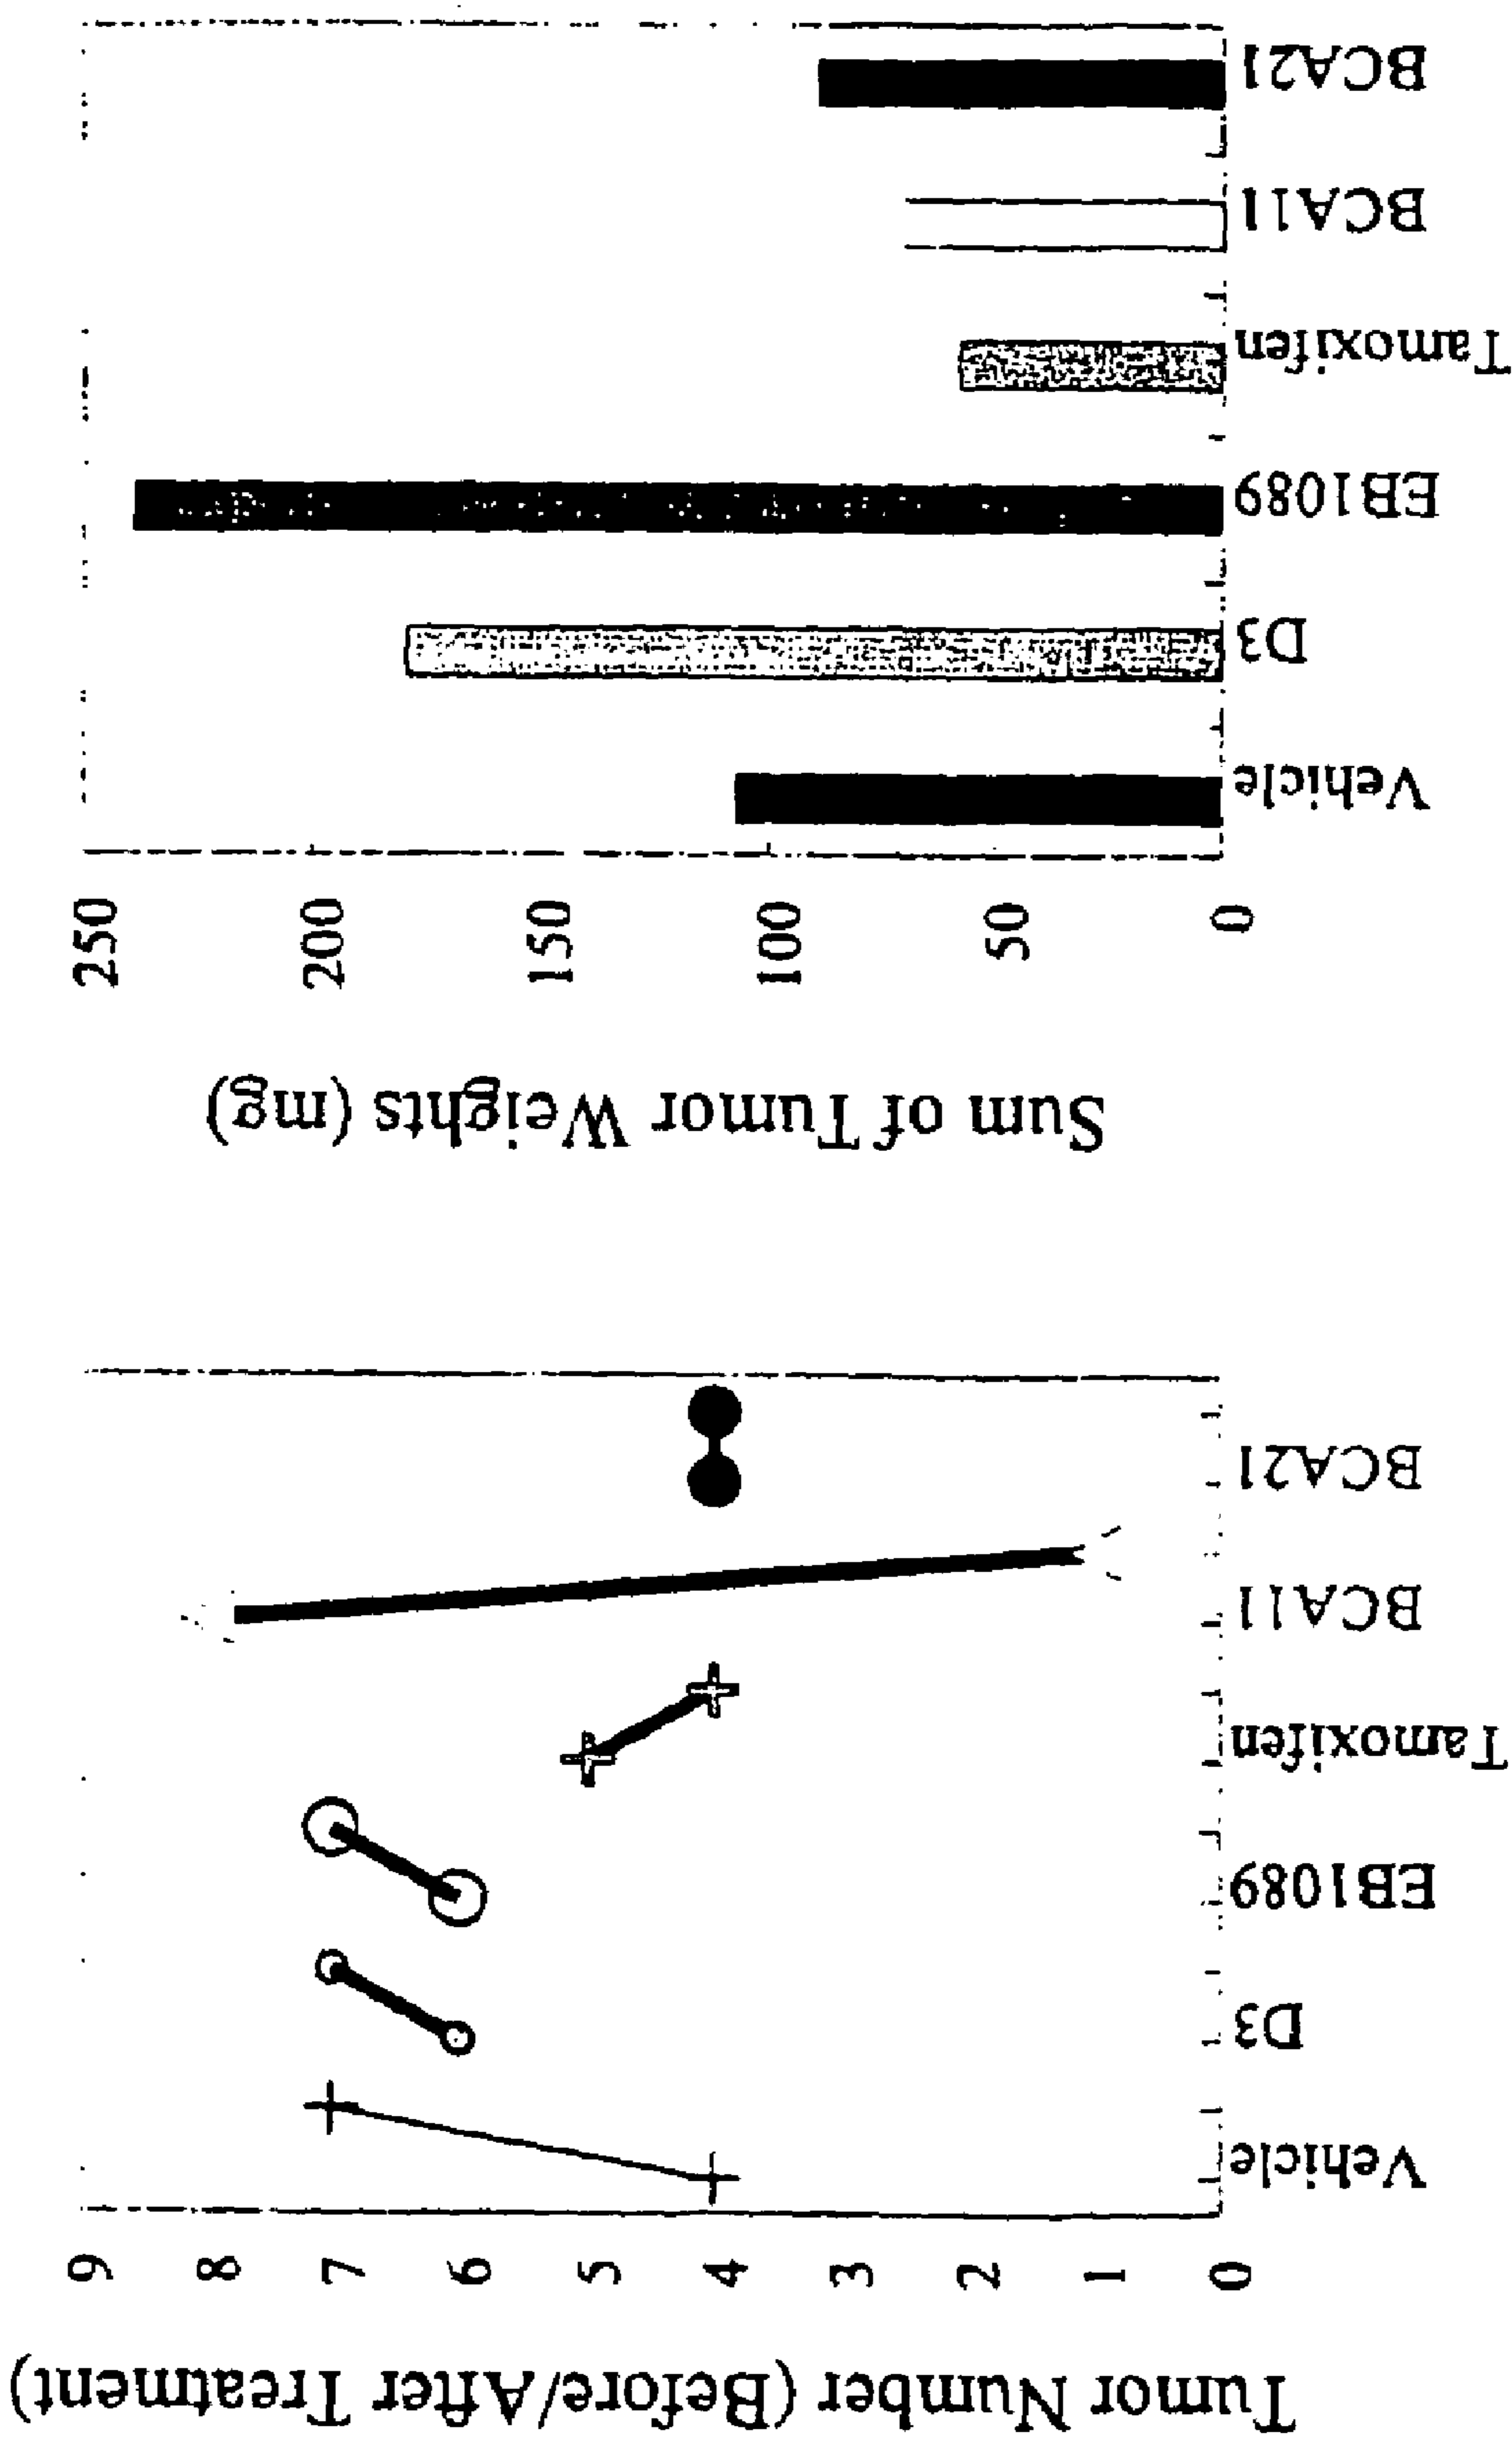 Tumor Number (Before/After Treatment)
9
8
7
6
5
4
3
2
1
0
Vehicle
D3
EB1089
Tamoxifen
BCA11
BCA21
Sum of Tumor Weights (mg)
250
200
150
100
50
0
Vehicle
D3
EB1089
Tamoxifen
BCA11
BCA21